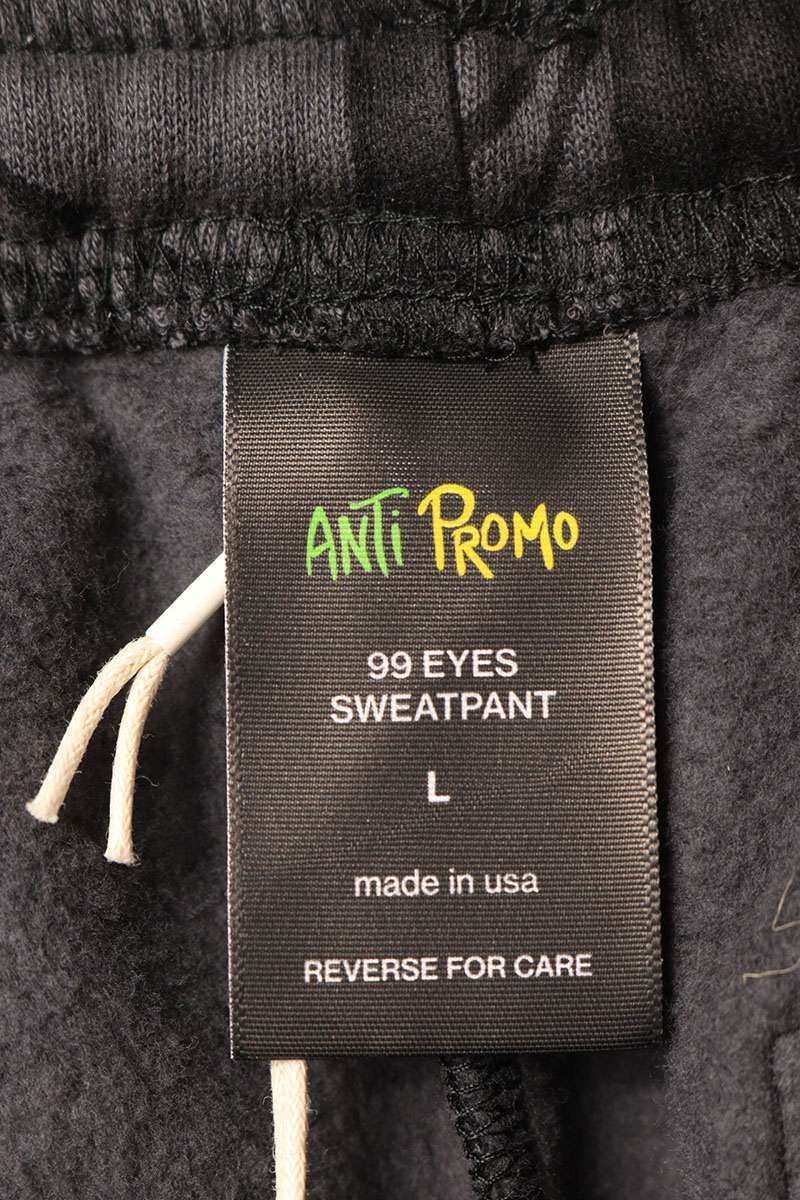 ANTi PROMO
99 EYES
SWEATPANT
L
made in usa
REVERSE FOR CARE